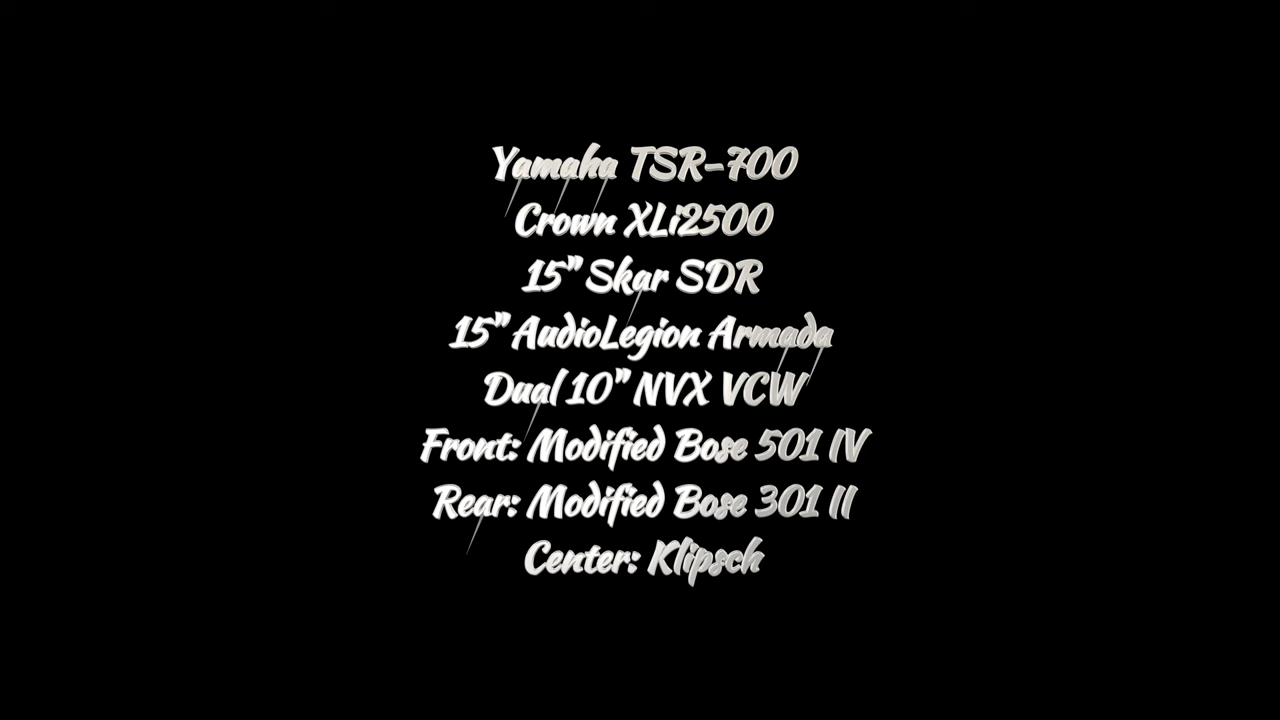 Yamaha TSR-700
Crown XLi2500
15" Skar SDR
15" AudioLegion Armada
Dual 10" NVX VCW
Front: Modified Bose 501 IV
Rear: Modified Bose 301 II
Center: Klipsch